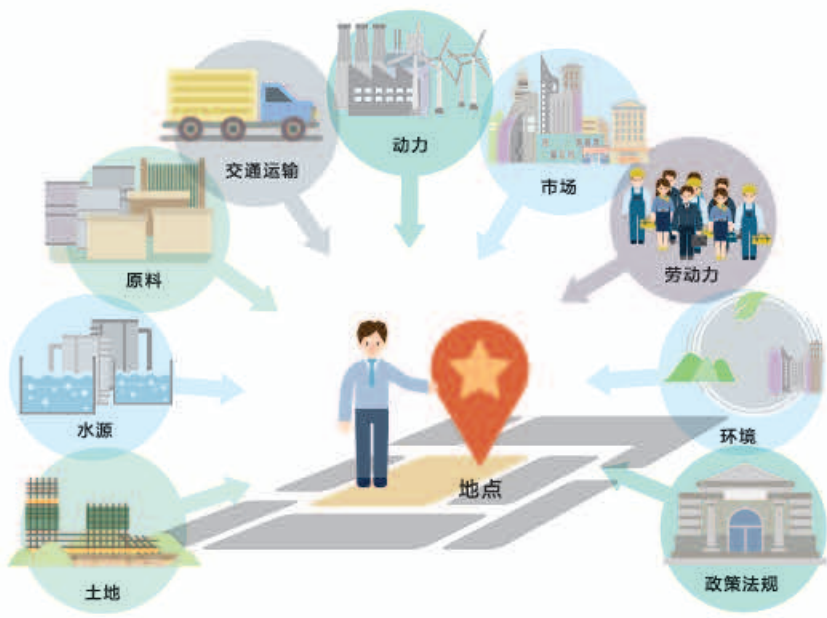 动力
交通运输
市场
原料
劳动力
水源
环境
地点
土地
政策法规